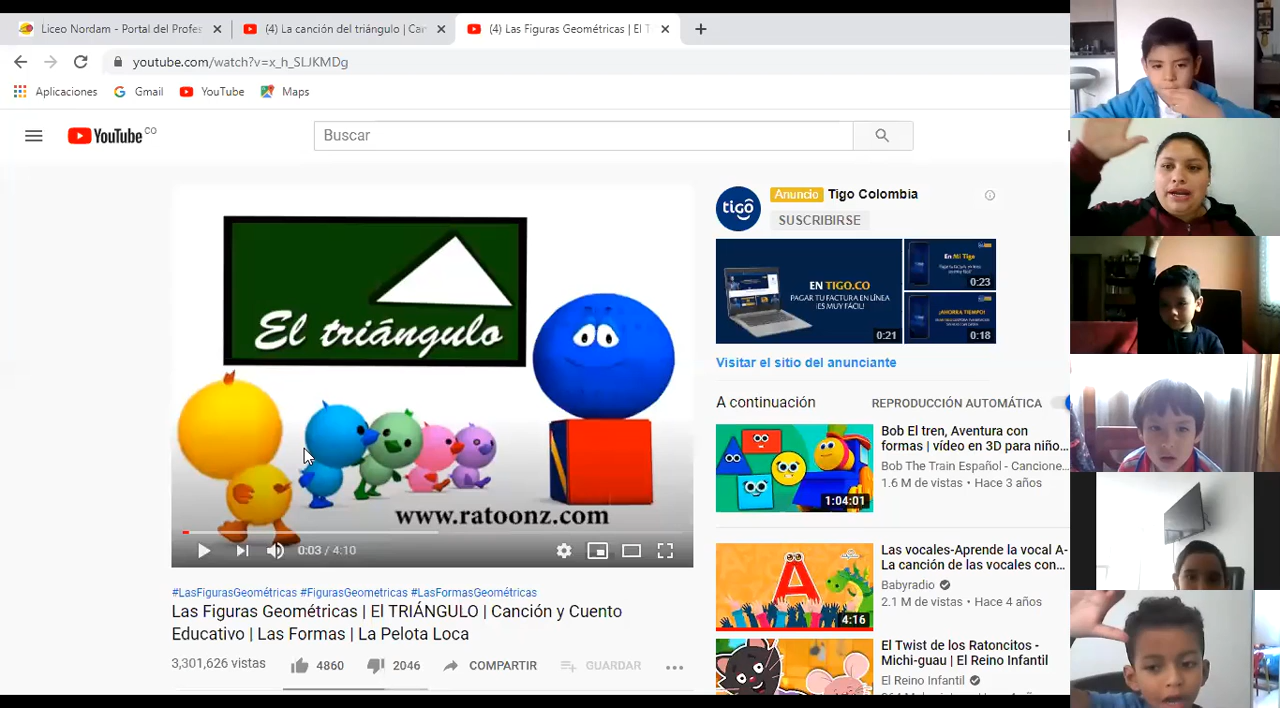 Liceo Nordam - Portal del Profes
(4) La canción del triángulo | Can
(4) Las Figuras Geométricas | El T
youtube.com/watch?v=x_h_SLJKMDg
Aplicaciones
Gmail
YouTube
Maps
YouTube CO
Buscar
El triángulo
www.ratoonz.com
0:03 / 4:10
#LasFigurasGeométricas #FigurasGeometricas #LasFormasGeométricas
Las Figuras Geométricas | El TRIÁNGULO | Canción y Cuento
Educativo | Las Formas | La Pelota Loca
3,301,626 vistas
4860
2046
COMPARTIR
GUARDAR
tigo
Anuncio Tigo Colombia
SUSCRIBIRSE
EN TIGO.CO
PAGAR TU FACTURA EN LÍNEA
¡ES MUY FÁCIL!
0:21
En Mi Tigo
0:23
¡AHORRA TIEMPO!
0:18
Visitar el sitio del anunciante
A continuación
REPRODUCCIÓN AUTOMÁTICA
1:04:01
Bob El tren, Aventura con
formas | vídeo en 3D para niño...
Bob The Train Español - Cancione...
1.6 M de vistas • Hace 3 años
A
4:16
Las vocales-Aprende la vocal A-
La canción de las vocales con...
Babyradio
2.1 M de vistas • Hace 4 años
El Twist de los Ratoncitos -
Michi-guau | El Reino Infantil
El Reino Infantil